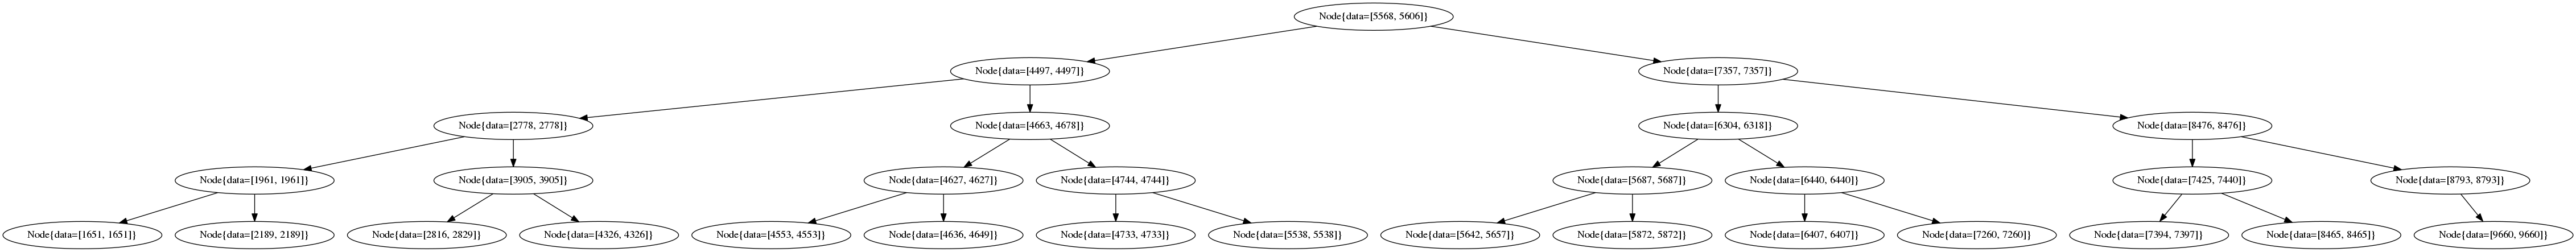 Node{data=[5568, 5606]}
Node{data=[4497, 4497]}
Node{data=[7357, 7357]}
Node{data=[2778, 2778]}
Node{data=[4663, 4678]}
Node{data=[6304, 6318]}
Node{data=[8476, 8476]}
Node{data=[1961, 1961]}
Node{data=[3905, 3905]}
Node{data=[4627, 4627]}
Node{data=[4744, 4744]}
Node{data=[5687, 5687]}
Node{data=[6440, 6440]}
Node{data=[7425, 7440]}
Node{data=[8793, 8793]}
Node{data=[1651, 1651]}
Node{data=[2189, 2189]}
Node{data=[2816, 2829]}
Node{data=[4326, 4326]}
Node{data=[4553, 4553]}
Node{data=[4636, 4649]}
Node{data=[4733, 4733]}
Node{data=[5538, 5538]}
Node{data=[5642, 5657]}
Node{data=[5872, 5872]}
Node{data=[6407, 6407]}
Node{data=[7260, 7260]}
Node{data=[7394, 7397]}
Node{data=[8465, 8465]}
Node{data=[9660, 9660]}